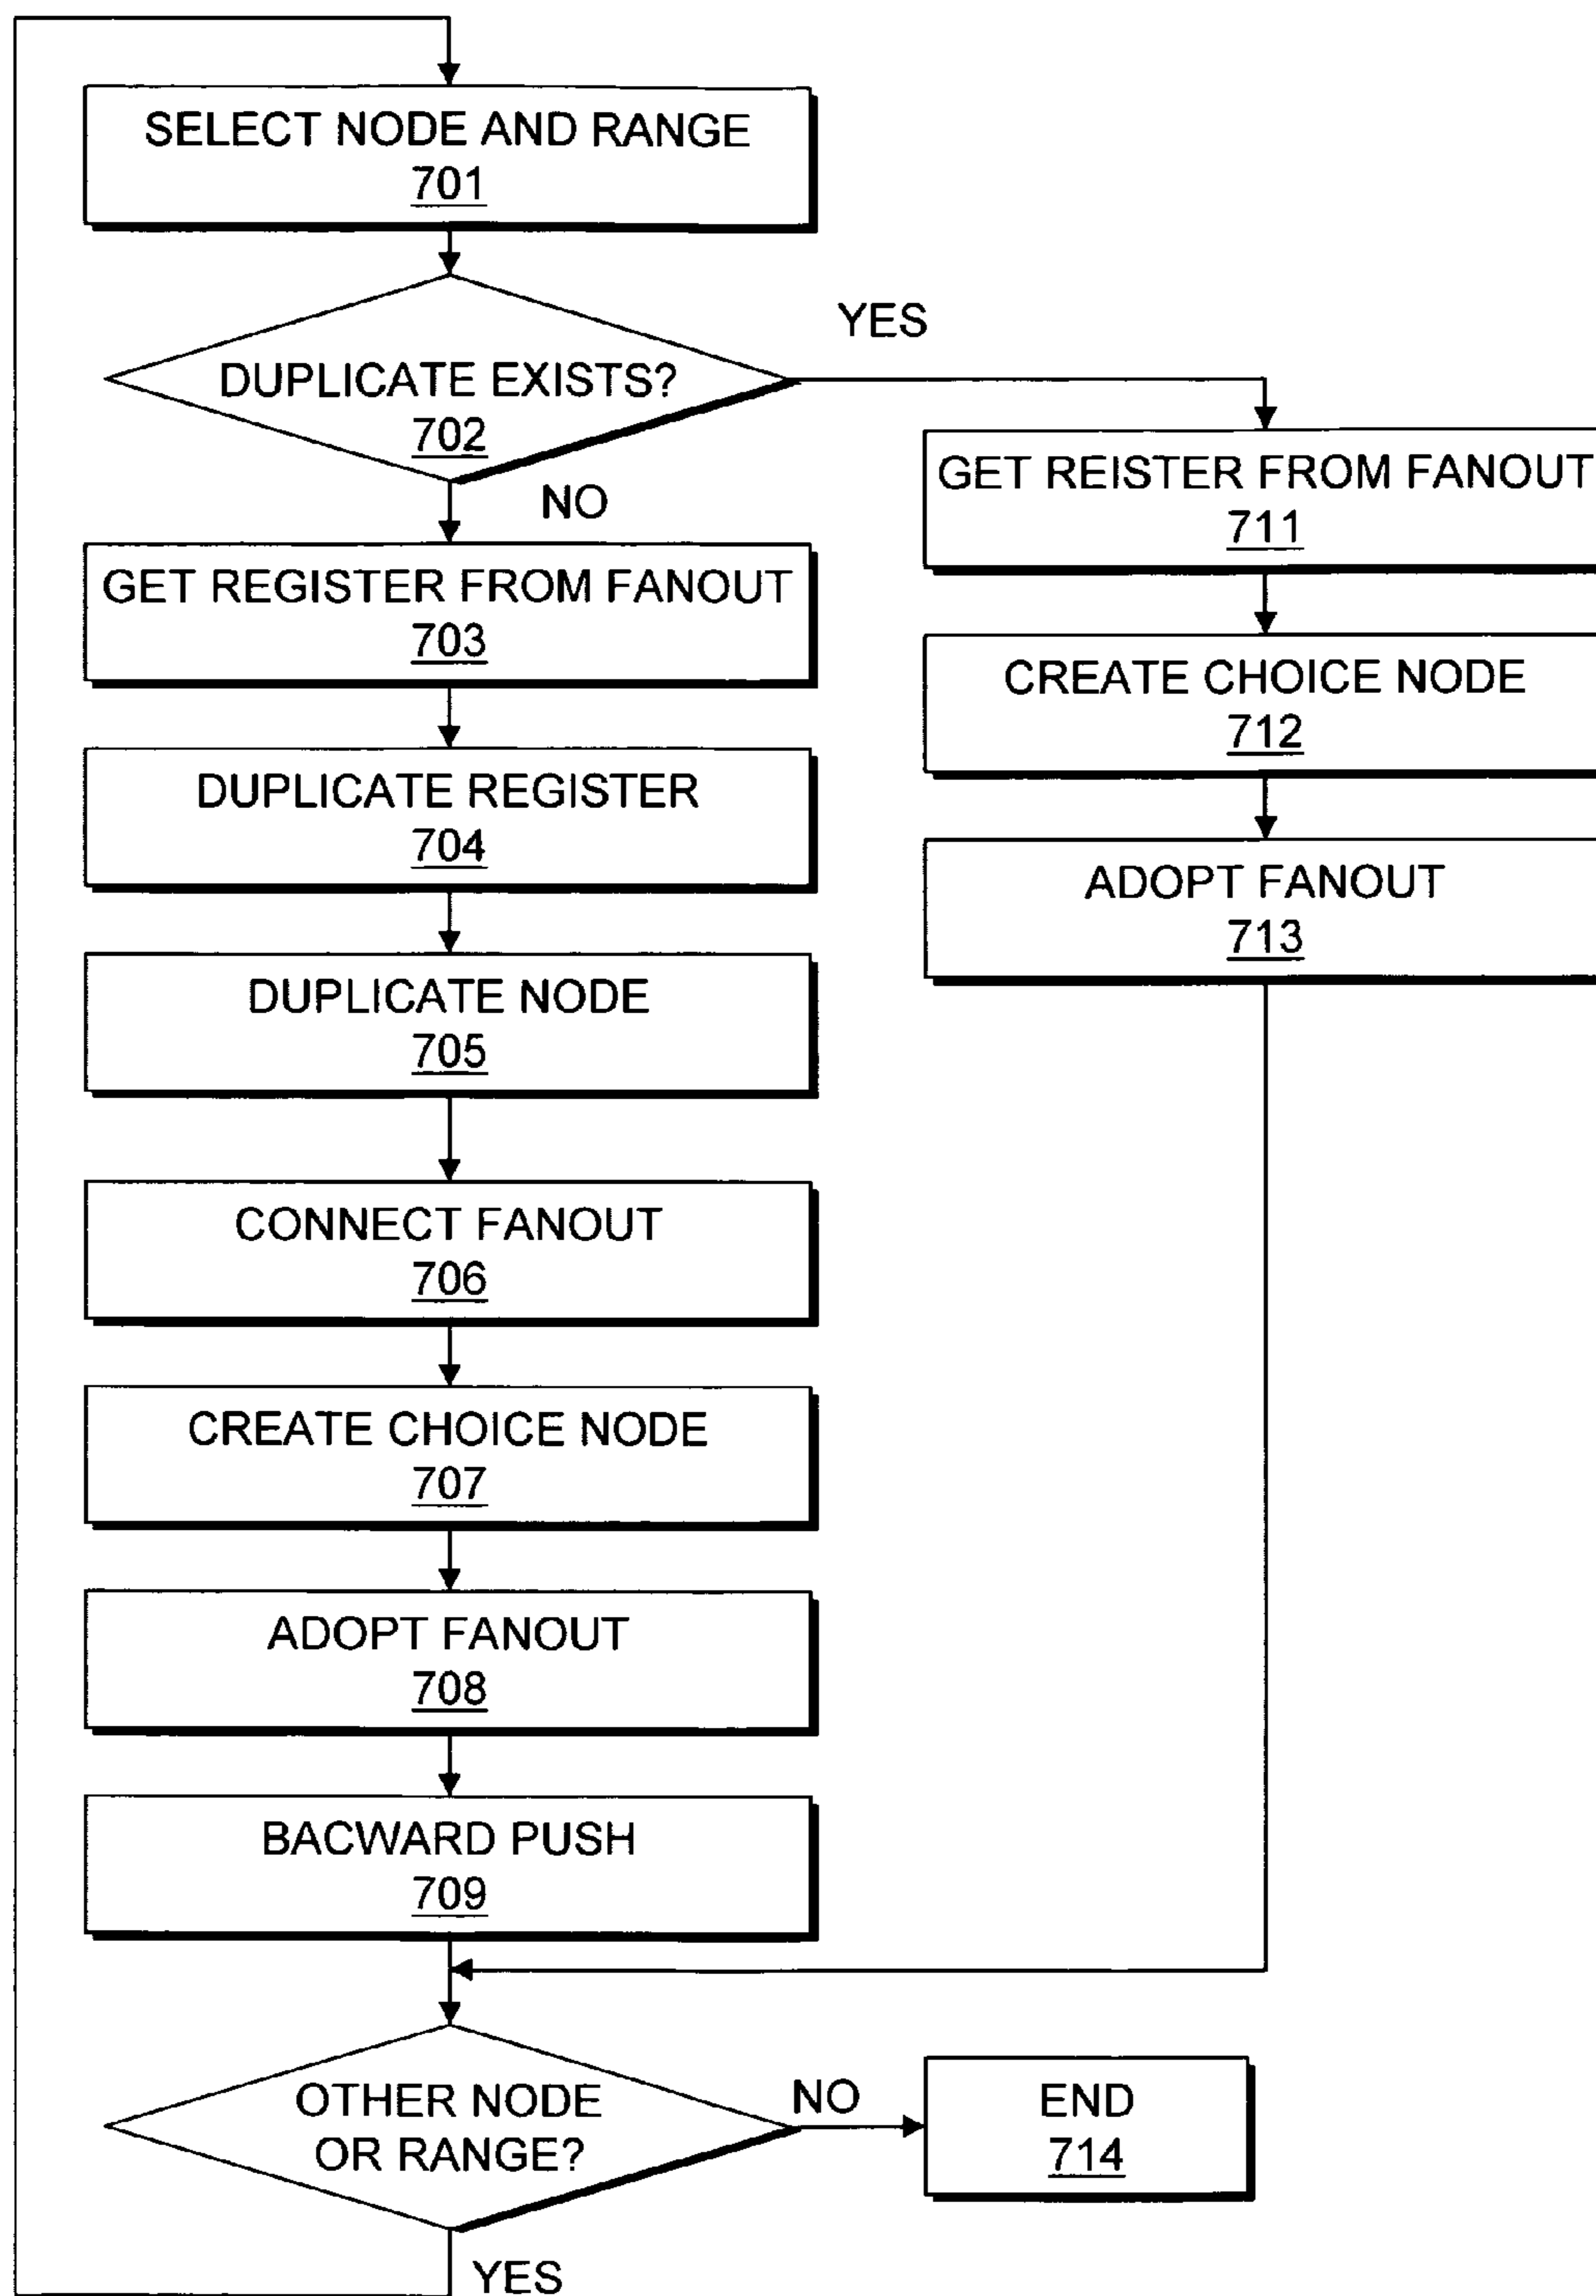 SELECT NODE AND RANGE
701
DUPLICATE EXISTS?
702
YES
NO
GET REGISTER FROM FANOUT
703
DUPLICATE REGISTER
704
DUPLICATE NODE
705
CONNECT FANOUT
706
CREATE CHOICE NODE
707
ADOPT FANOUT
708
BACWARD PUSH
709
GET REISTER FROM FANOUT
711
CREATE CHOICE NODE
712
ADOPT FANOUT
713
OTHER NODE
OR RANGE?
NO
END
714
YES